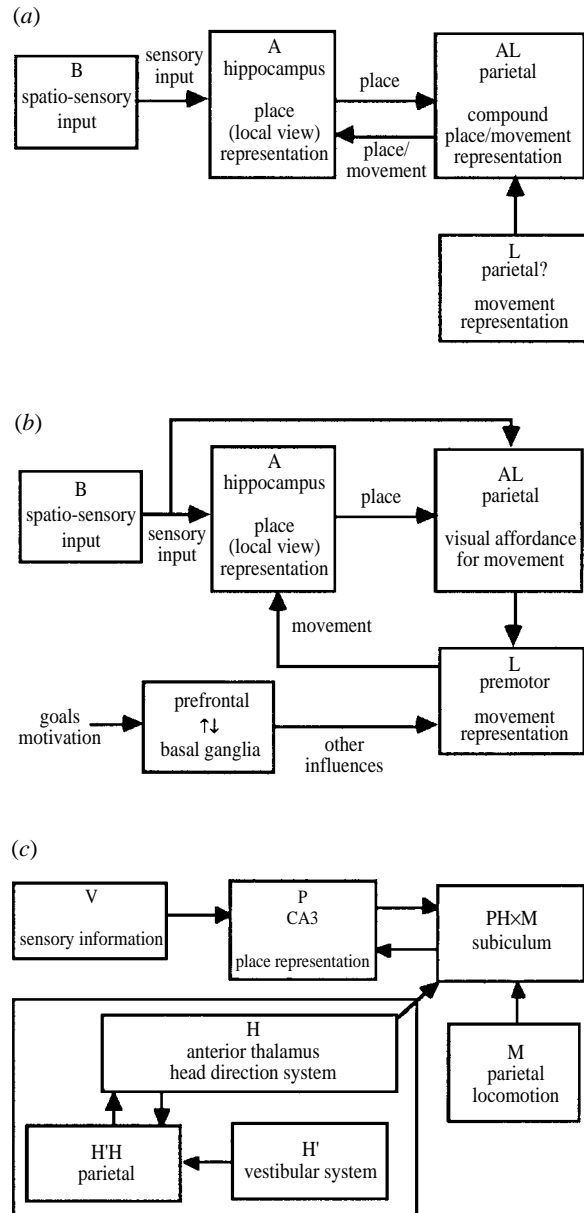 (a)
B
spatio-sensory
input
sensory
input
A
hippocampus
place
(local view)
representation
place
place/
movement
AL
parietal
compound
place/movement
representation
L
parietal?
movement
representation
(b)
B
spatio-sensory
input
sensory
input
A
hippocampus
place
(local view)
representation
place
AL
parietal
visual affordance
for movement
movement
L
premotor
movement
representation
goals
motivation
prefrontal
↑↓
basal ganglia
other
influences
(c)
V
sensory information
P
CA3
place representation
PH×M
subiculum
H
anterior thalamus
head direction system
M
parietal
locomotion
H'H
parietal
H'
vestibular system